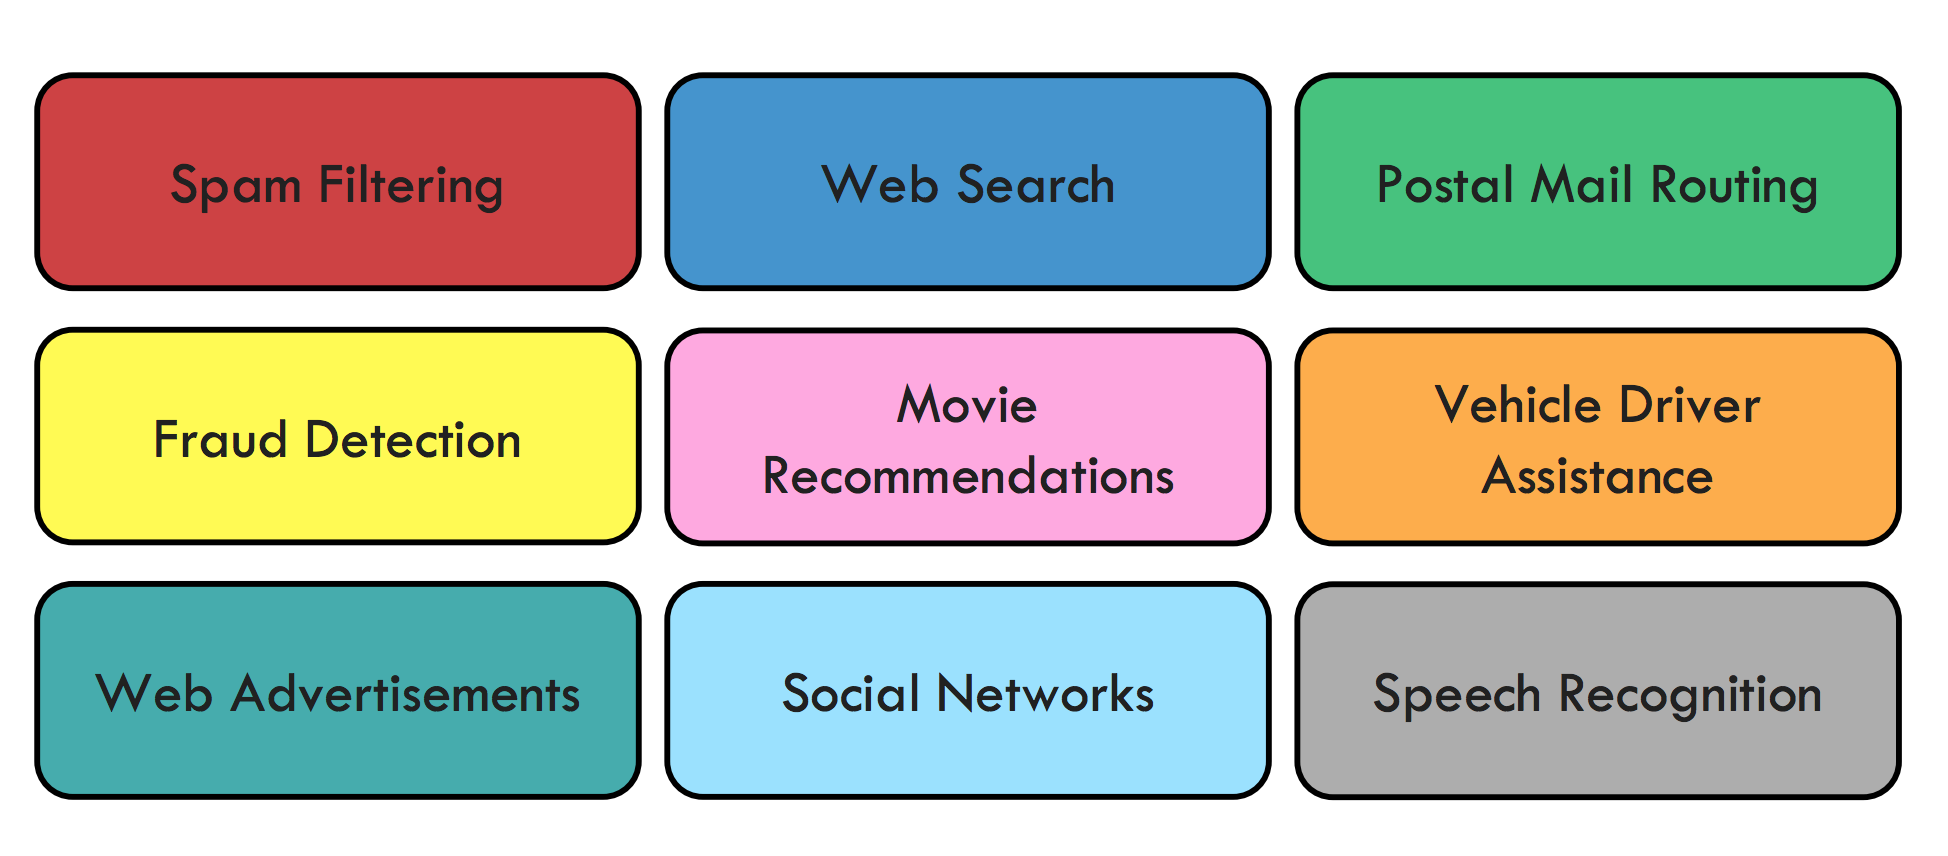 Spam Filtering
Web Search
Postal Mail Routing
Fraud Detection
Movie
Recommendations
Vehicle Driver
Assistance
Web Advertisements
Social Networks
Speech Recognition